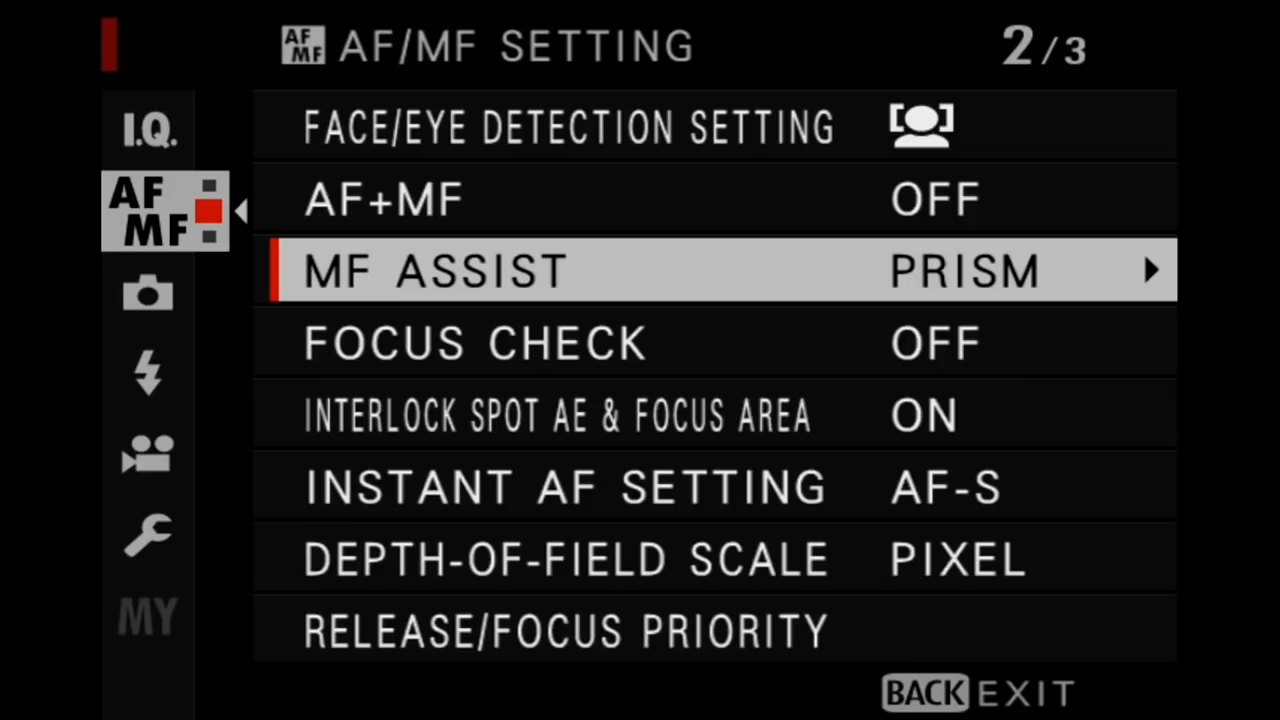 AF MF AF/MF SETTING 2/3
I.Q.
FACE/EYE DETECTION SETTING
AF MF
AF+MF OFF
MF ASSIST PRISM
FOCUS CHECK OFF
INTERLOCK SPOT AE & FOCUS AREA ON
INSTANT AF SETTING AF-S
DEPTH-OF-FIELD SCALE PIXEL
MY
RELEASE/FOCUS PRIORITY
BACK EXIT